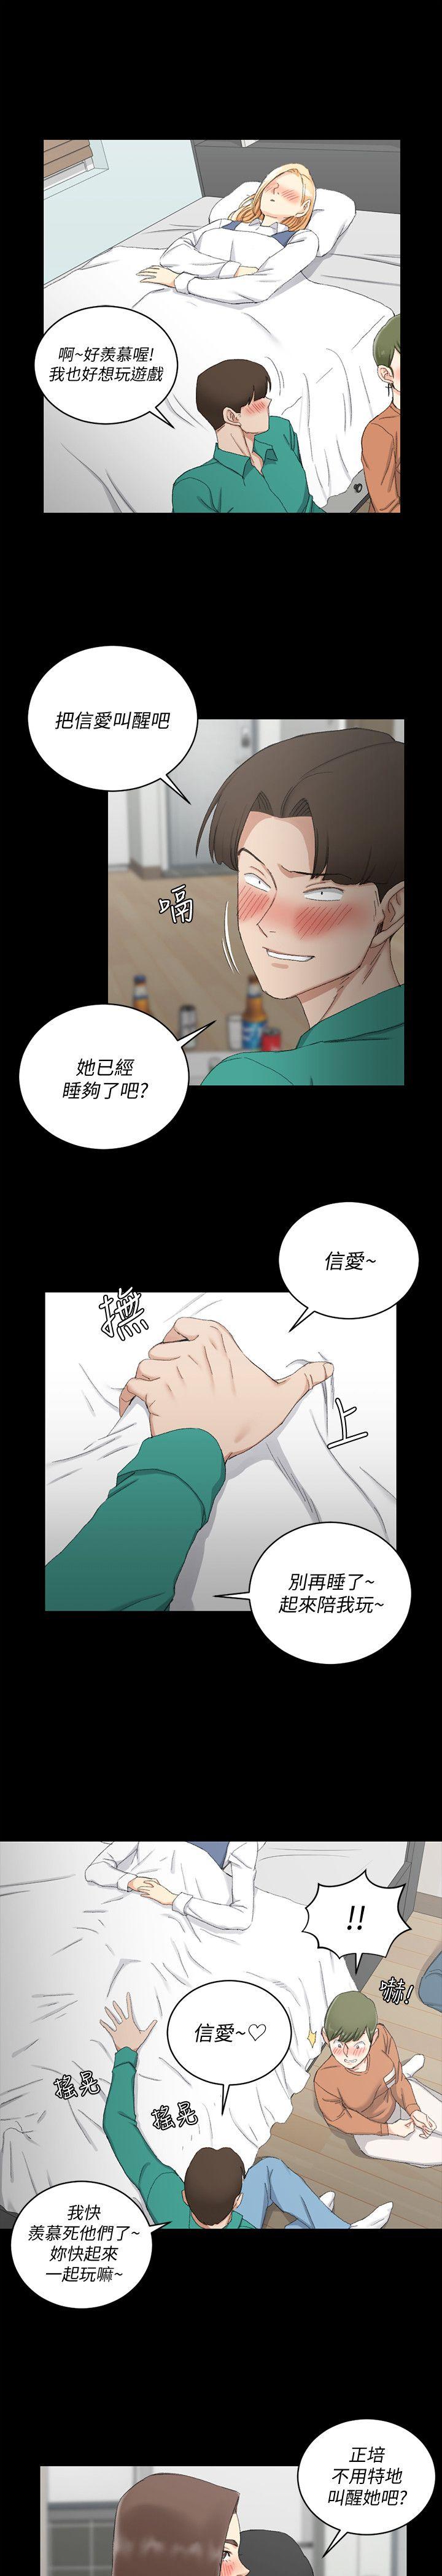 啊~好羨慕喔!
我也好想玩遊戲
把信愛叫醒吧
嗝
她已經
睡夠了吧?
信愛~
撫
上
別再睡了~
起來陪我玩~
!!
嚇!
信愛~♡
搖晃
搖晃
我快
羨慕死他們了~
妳快起來
一起玩嘛~
正培
不用特地
叫醒她吧?